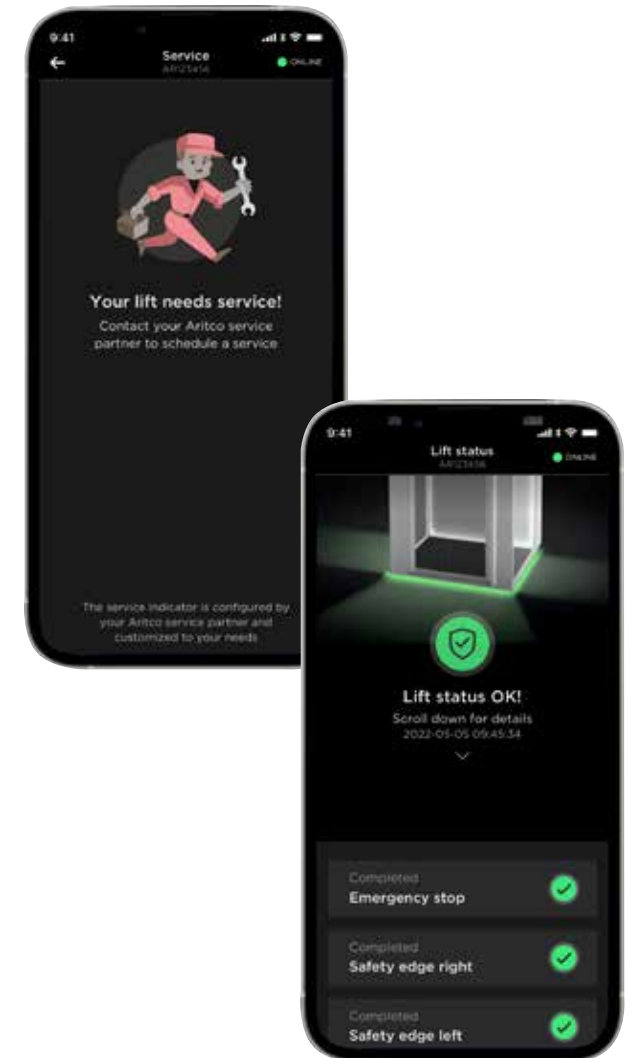 9:41
Service
AR123456
ONLINE
Your lift needs service!
Contact your Aritco service
partner to schedule a service
The service indicator is configured by
your Aritco service partner and
customized to your needs
9:41
Lift status
AR123456
ONLINE
Lift status OK!
Scroll down for details
2022-05-05 09:45:34
Completed
Emergency stop
Completed
Safety edge right
Completed
Safety edge left